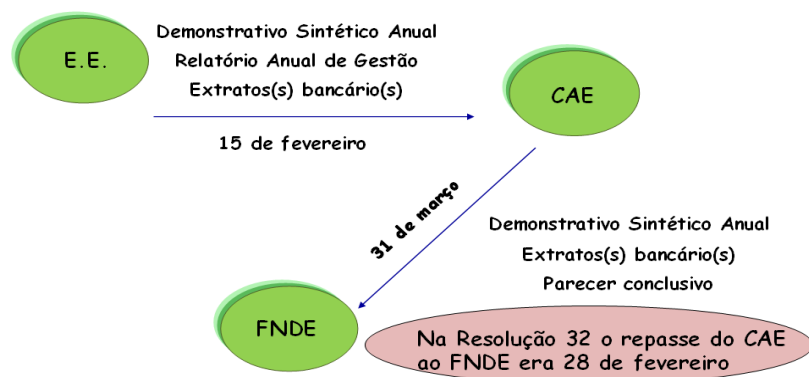 E.E.
Demonstrativo Sintético Anual
Relatório Anual de Gestão
Extratos(s) bancário(s)
15 de fevereiro
CAE
31 de março
Demonstrativo Sintético Anual
Extratos(s) bancário(s)
Parecer conclusivo
FNDE
Na Resolução 32 o repasse do CAE
ao FNDE era 28 de fevereiro